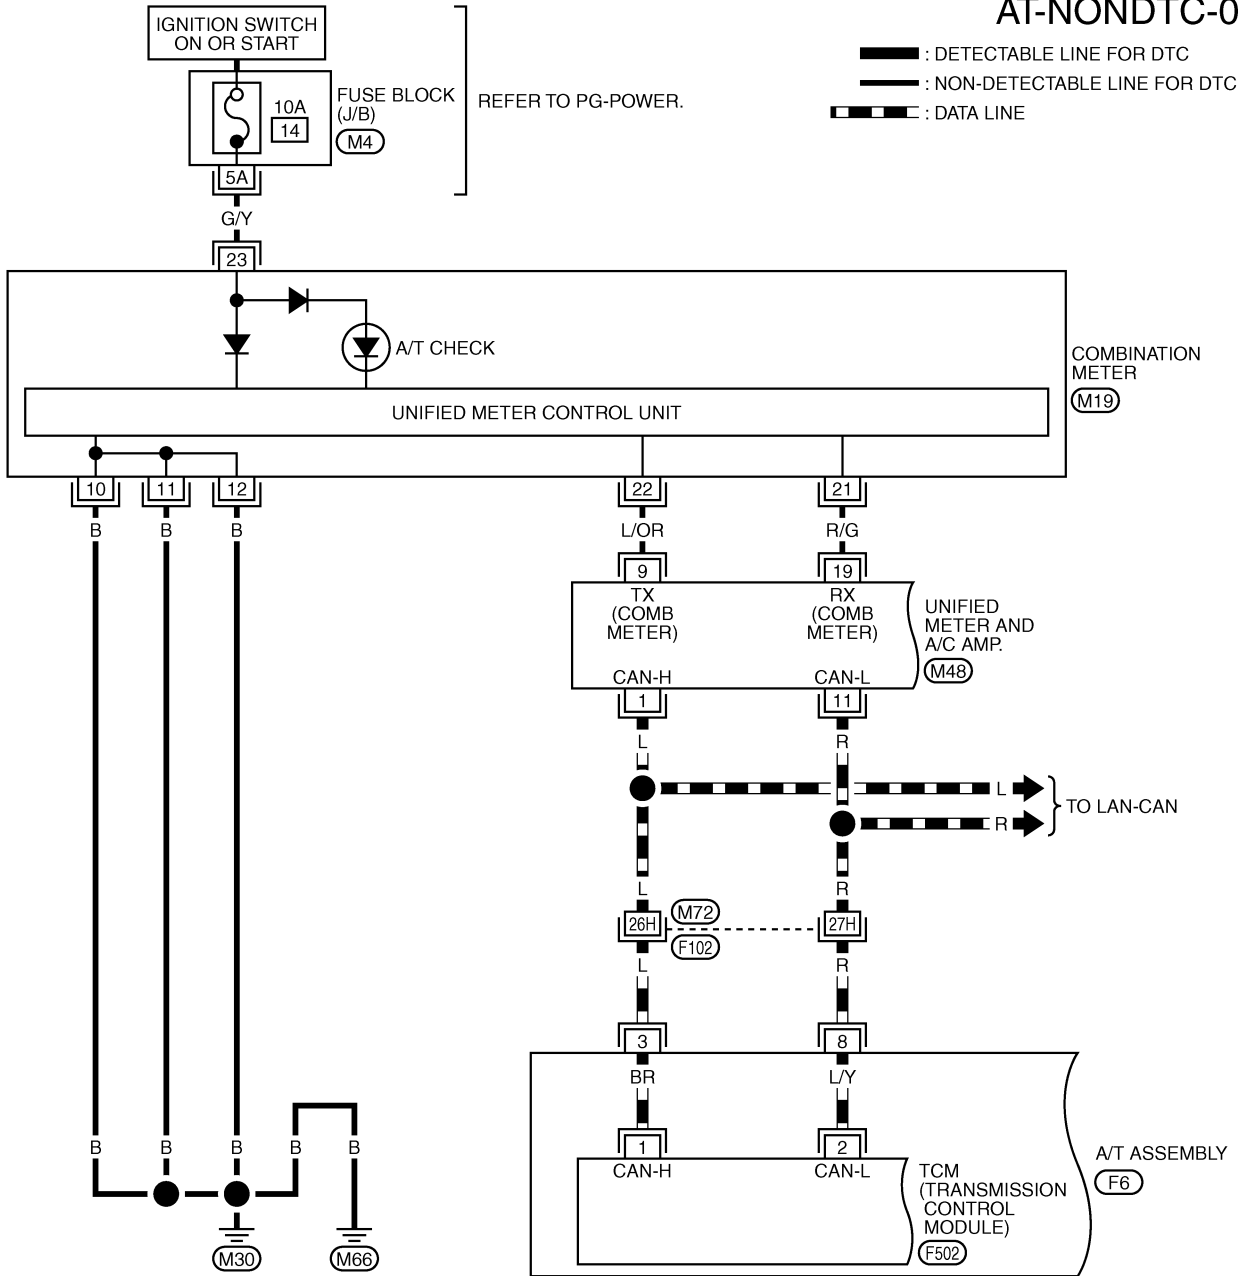 AT-NONDTC-0
IGNITION SWITCH
ON OR START
: DETECTABLE LINE FOR DTC
: NON-DETECTABLE LINE FOR DTC
: DATA LINE
10A
14
FUSE BLOCK
(J/B)
M4
REFER TO PG-POWER.
5A
G/Y
23
A/T CHECK
COMBINATION
METER
M19
UNIFIED METER CONTROL UNIT
10 11 12 22 21
B B B L/OR R/G
9 19
TX
(COMB
METER)
RX
(COMB
METER)
UNIFIED
METER AND
A/C AMP.
M48
CAN-H CAN-L
1 11
L R
L
TO LAN-CAN
R
L R
M72
26H 27H
F102
L R
3 8
BR L/Y
B B B B B
1 2
CAN-H CAN-L
A/T ASSEMBLY
F6
TCM
(TRANSMISSION
CONTROL
MODULE)
F502
M30 M66